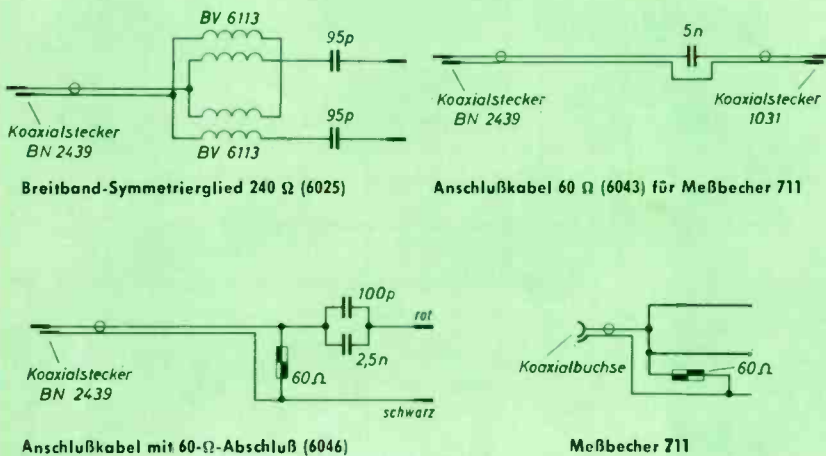 BV 6113
95p
95p
Koaxialstecker
BN 2439
BV 6113
Breitband-Symmetrierglied 240 Ω (6025)
5n
Koaxialstecker
BN 2439
Koaxialstecker
1031
Anschlußkabel 60 Ω (6043) für Meßbecher 711
100p
rot
2,5n
60Ω
Koaxialstecker
BN 2439
schwarz
Anschlußkabel mit 60-Ω-Abschluß (6046)
Koaxialbuchse
60Ω
Meßbecher 711